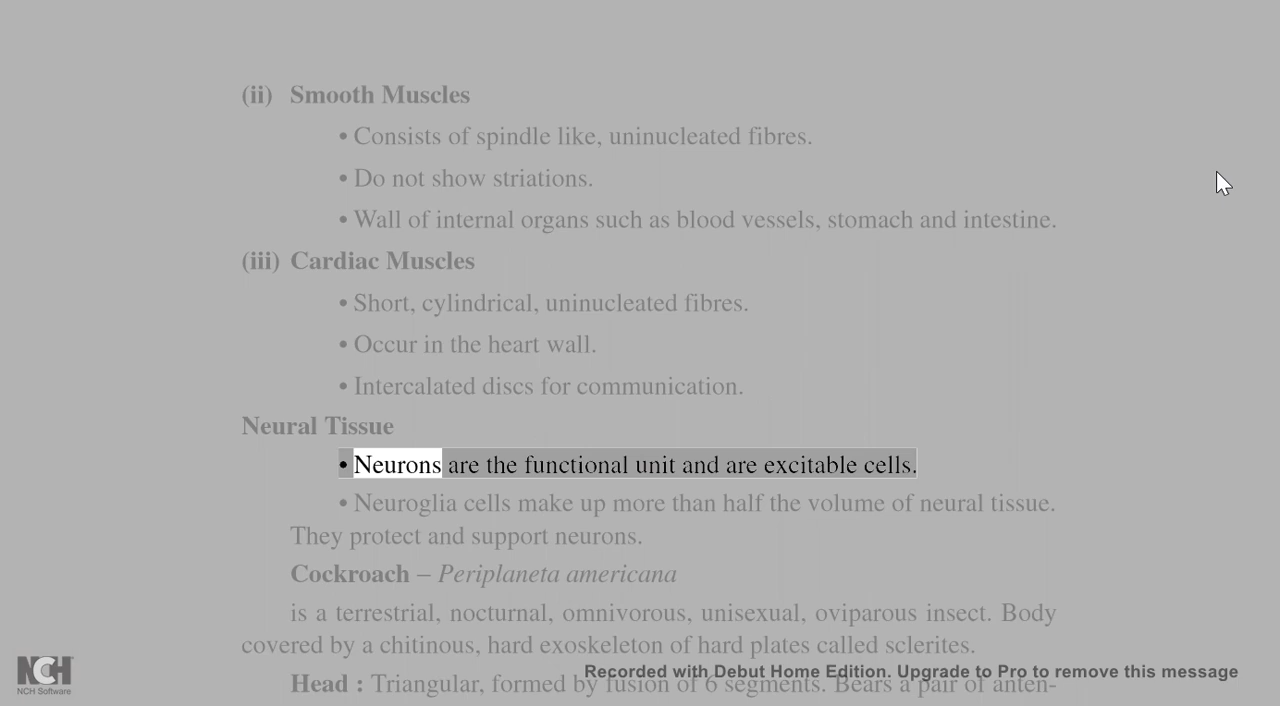 (ii) Smooth Muscles
• Consists of spindle like, uninucleated fibres.
• Do not show striations.
• Wall of internal organs such as blood vessels, stomach and intestine.
(iii) Cardiac Muscles
• Short, cylindrical, uninucleated fibres.
• Occur in the heart wall.
• Intercalated discs for communication.
Neural Tissue
• Neurons are the functional unit and are excitable cells.
• Neuroglia cells make up more than half the volume of neural tissue.
They protect and support neurons.
Cockroach – Periplaneta americana
is a terrestrial, nocturnal, omnivorous, unisexual, oviparous insect. Body
covered by a chitinous, hard exoskeleton of hard plates called sclerites.
Head : Triangular, formed by fusion of 6 segments. Bears a pair of anten-
Recorded with Debut Home Edition. Upgrade to Pro to remove this message
NCH
NCH Software